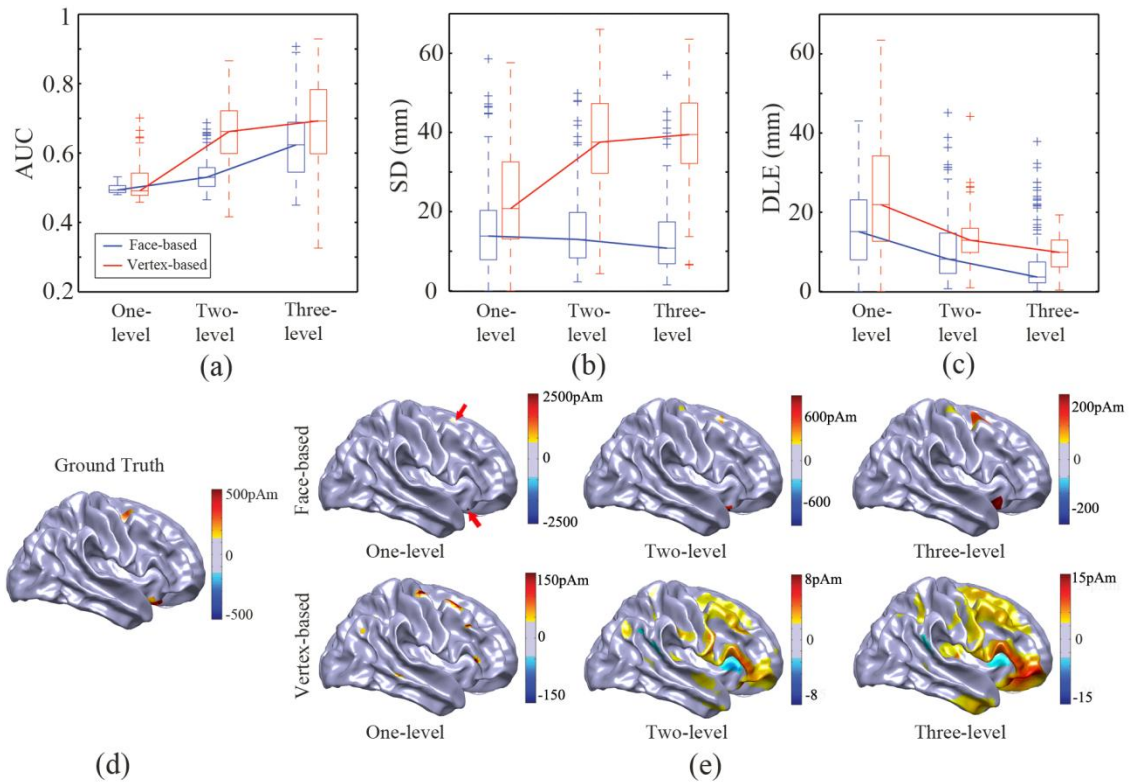 1
0.8
0.6
0.4
0.2
AUC
Face-based
Vertex-based
One-
level
Two-
level
Three-
level
(a)
60
40
20
0
SD (mm)
One-
level
Two-
level
Three-
level
(b)
60
40
20
0
DLE (mm)
One-
level
Two-
level
Three-
level
(c)
Ground Truth
500pAm
0
-500
(d)
Face-based
2500pAm
0
-2500
One-level
600pAm
0
-600
Two-level
200pAm
0
-200
Three-level
Vertex-based
150pAm
0
-150
One-level
8pAm
0
-8
Two-level
15pAm
0
-15
Three-level
(e)